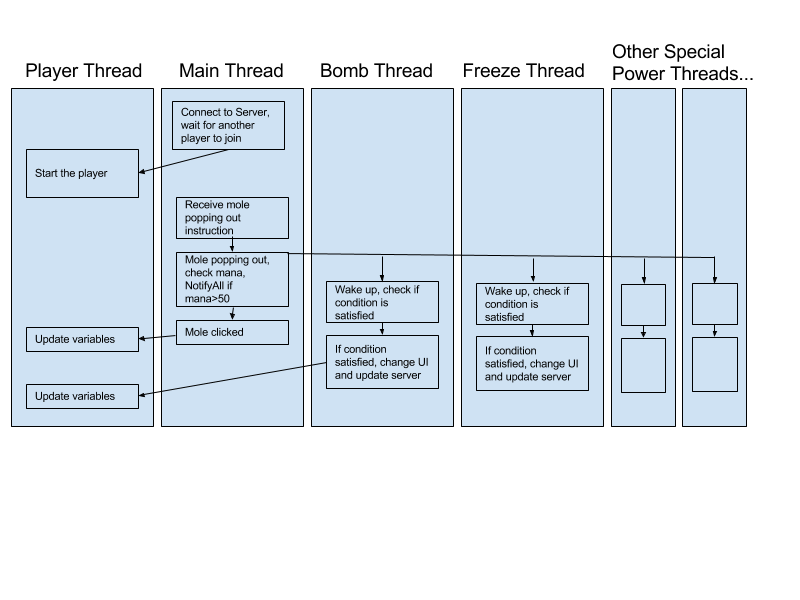 Player Thread
Main Thread
Bomb Thread
Freeze Thread
Other Special
Power Threads...
Connect to Server,
wait for another
player to join
Start the player
Receive mole
popping out
instruction
Mole popping out,
check mana,
NotifyAll if
mana>50
Mole clicked
Update variables
Update variables
Wake up, check if
condition is
satisfied
If condition
satisfied, change UI
and update server
Wake up, check if
condition is
satisfied
If condition
satisfied, change UI
and update server